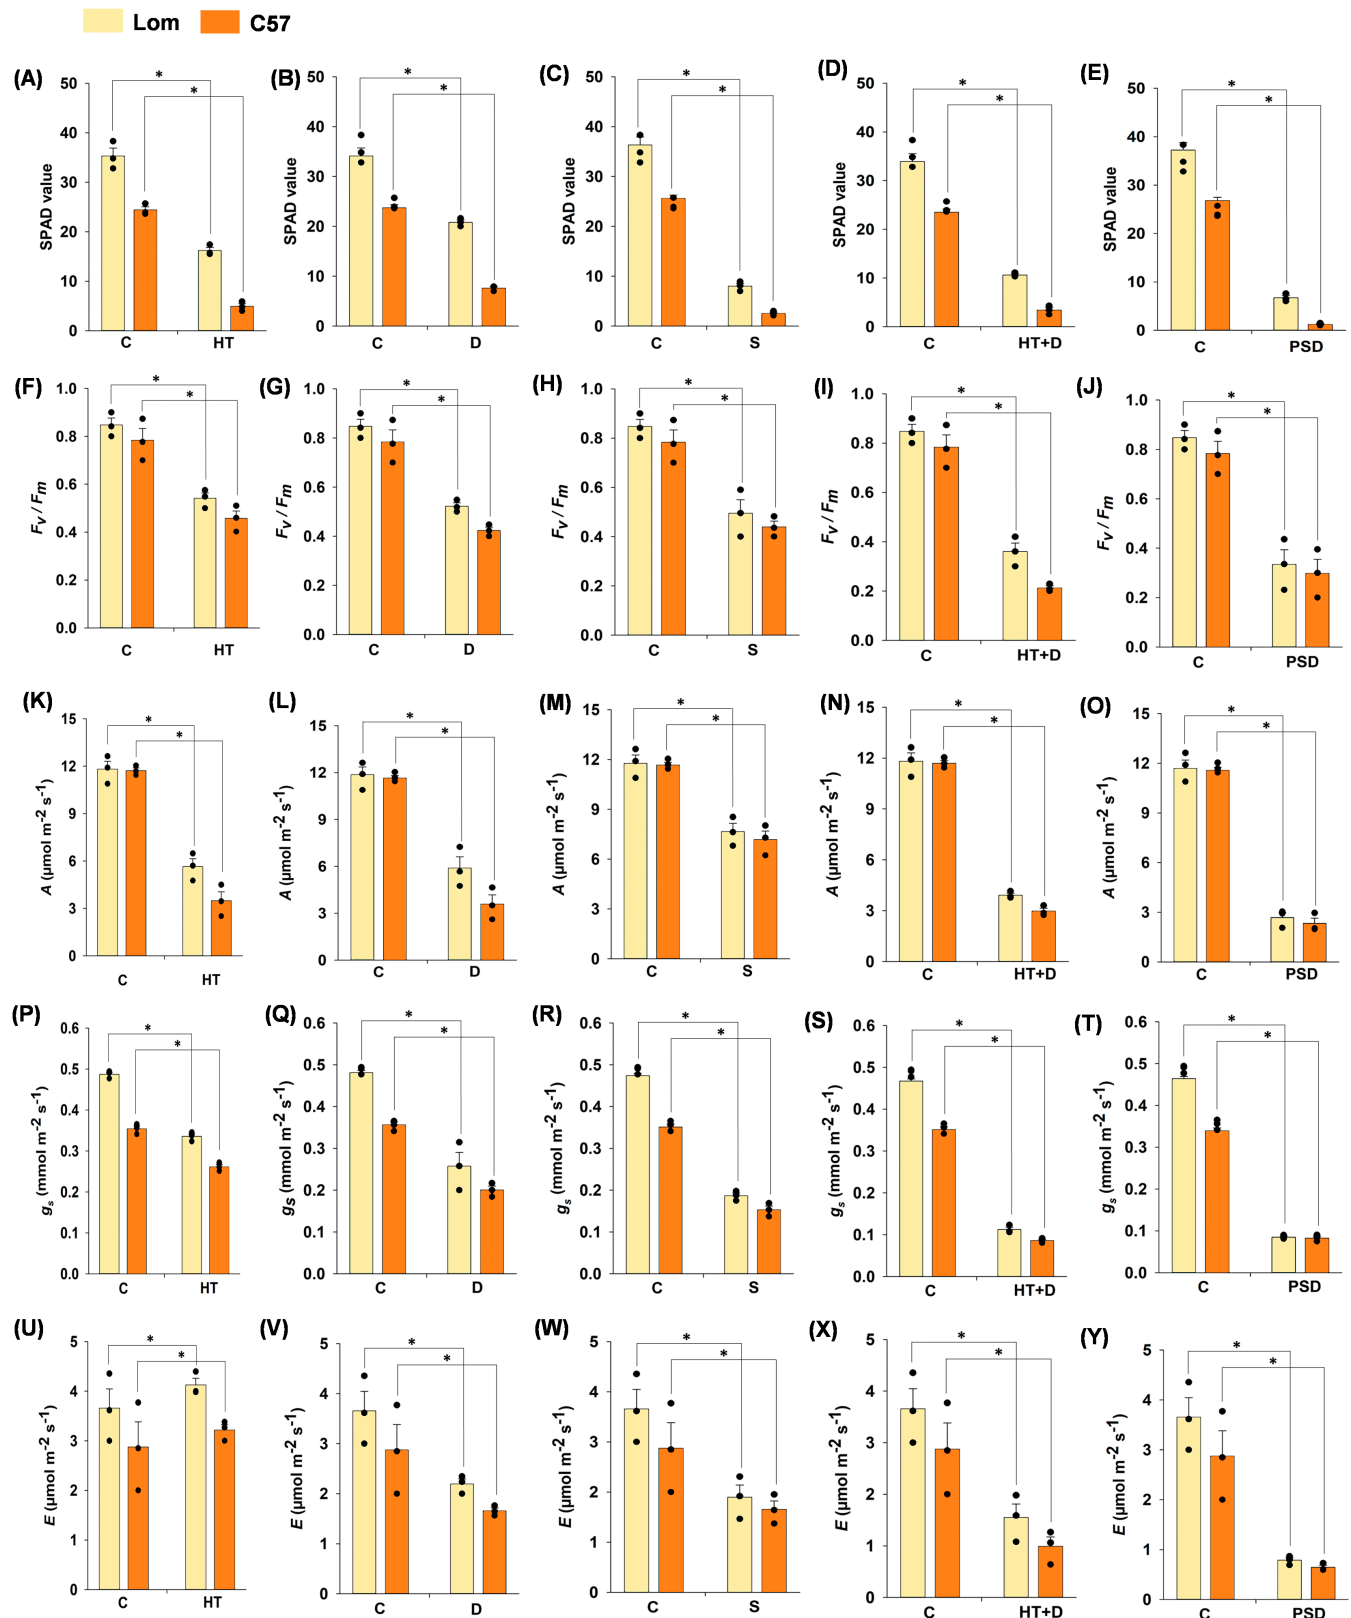 Lom C57
(A) (B) (C) (D) (E)
SPAD value SPAD value SPAD value SPAD value SPAD value
50 40 30 20 10 0
50 40 30 20 10 0
50 40 30 20 10 0
50 40 30 20 10 0
50 40 30 20 10 0
* * * * * * * * * *
C HT C D C S C HT+D C PSD
(F) (G) (H) (I) (J)
Fv / Fm Fv / Fm Fv / Fm Fv / Fm Fv / Fm
1.0 0.8 0.6 0.4 0.2 0.0
1.0 0.8 0.6 0.4 0.2 0.0
1.0 0.8 0.6 0.4 0.2 0.0
1.0 0.8 0.6 0.4 0.2 0.0
1.0 0.8 0.6 0.4 0.2 0.0
* * * * * * * * * *
C HT C D C S C HT+D C PSD
(K) (L) (M) (N) (O)
A (µmol m-2 s-1) A (µmol m-2 s-1) A (µmol m-2 s-1) A (µmol m-2 s-1) A (µmol m-2 s-1)
15 12 9 6 3 0
15 12 9 6 3 0
15 12 9 6 3 0
15 12 9 6 3 0
15 12 9 6 3 0
* * * * * * * * * *
C HT C D C S C HT+D C PSD
(P) (Q) (R) (S) (T)
gs (mmol m-2 s-1) gs (mmol m-2 s-1) gs (mmol m-2 s-1) gs (mmol m-2 s-1) gs (mmol m-2 s-1)
0.6 0.5 0.4 0.3 0.2 0.1 0.0
0.6 0.5 0.4 0.3 0.2 0.1 0.0
0.6 0.5 0.4 0.3 0.2 0.1 0.0
0.6 0.5 0.4 0.3 0.2 0.1 0.0
0.6 0.5 0.4 0.3 0.2 0.1 0.0
* * * * * * * * * *
C HT C D C S C HT+D C PSD
(U) (V) (W) (X) (Y)
E (µmol m-2 s-1) E (µmol m-2 s-1) E (µmol m-2 s-1) E (µmol m-2 s-1) E (µmol m-2 s-1)
5 4 3 2 1 0
5 4 3 2 1 0
5 4 3 2 1 0
5 4 3 2 1 0
5 4 3 2 1 0
* * * * * * * * * *
C HT C D C S C HT+D C PSD